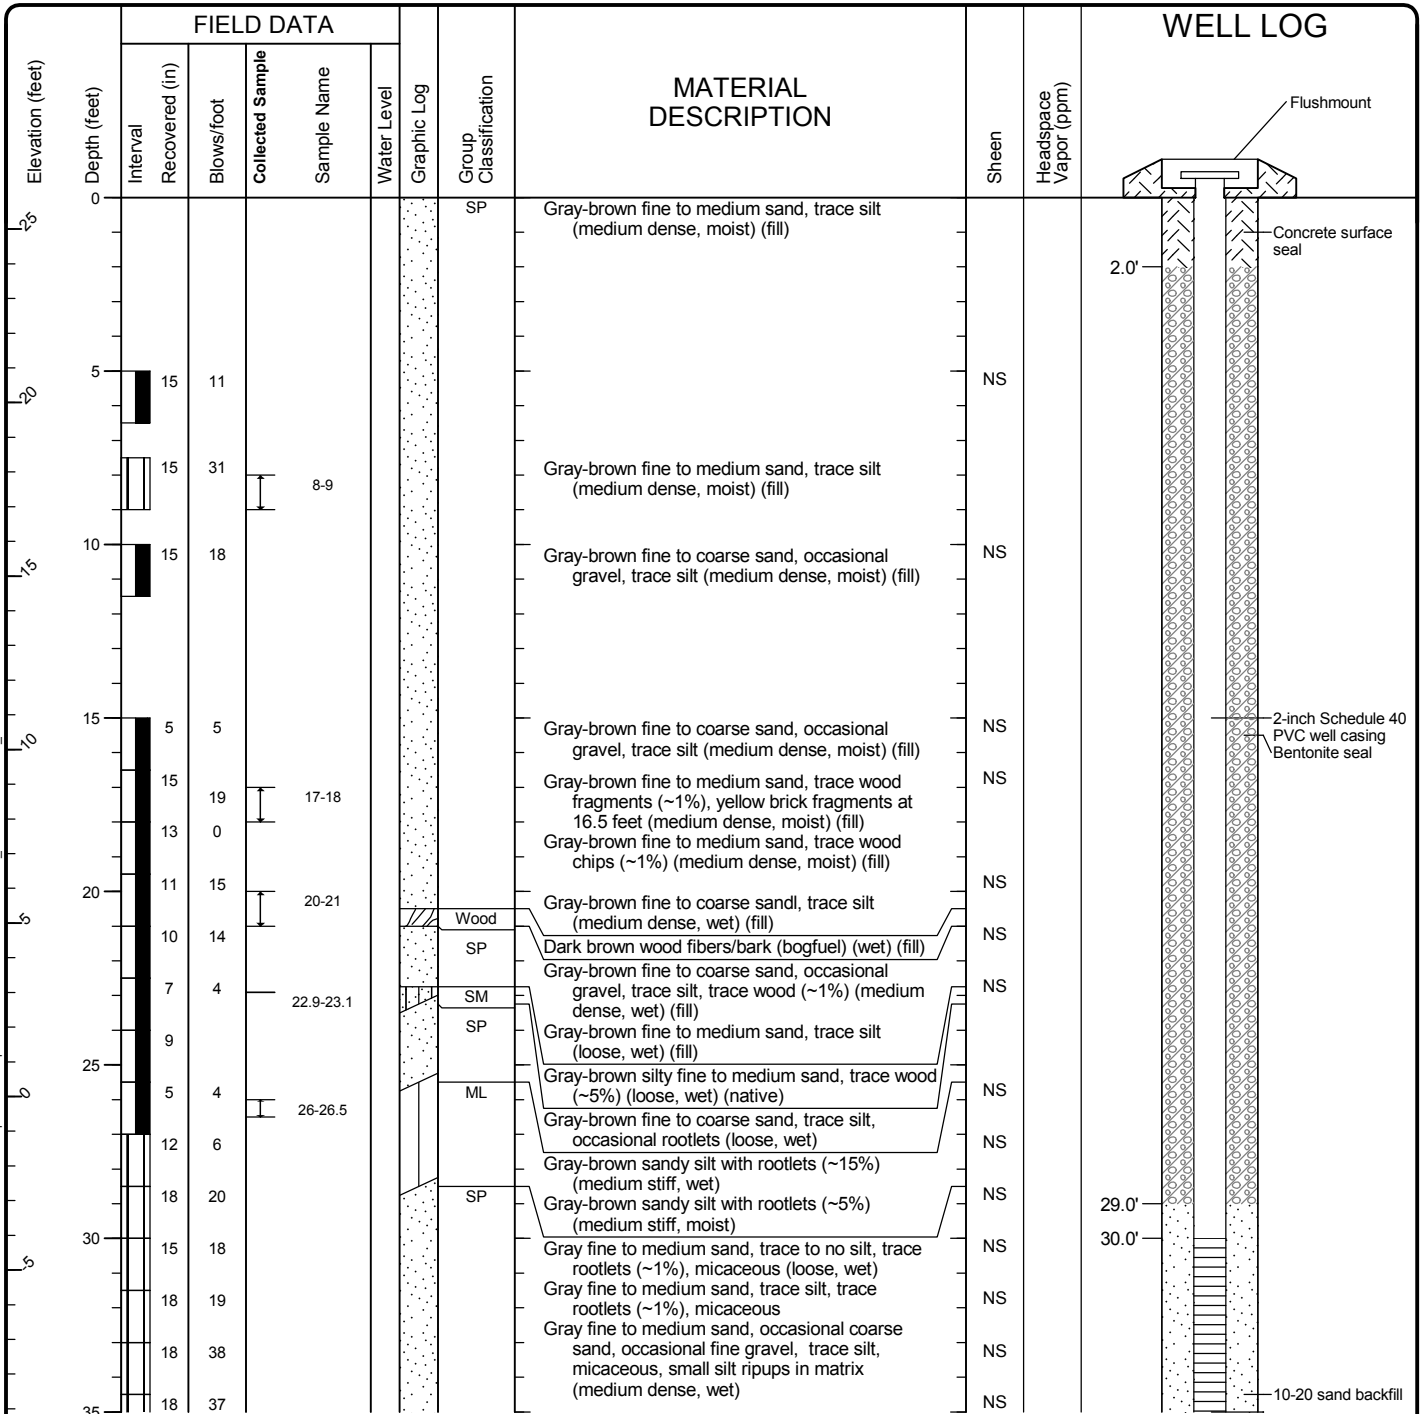 FIELD DATA
WELL LOG
Elevation (feet)
Depth (feet)
Interval
Recovered (in)
Blows/foot
Collected Sample
Sample Name
Water Level
Graphic Log
Group
Classification
MATERIAL
DESCRIPTION
Sheen
Headspace
Vapor (ppm)
Flushmount
0
SP
Gray-brown fine to medium sand, trace silt
(medium dense, moist) (fill)
25
Concrete surface
seal
2.0'
5
15 11
NS
20
15 31
8-9
Gray-brown fine to medium sand, trace silt
(medium dense, moist) (fill)
10
15 18
Gray-brown fine to coarse sand, occasional
gravel, trace silt (medium dense, moist) (fill)
NS
15
15
5 5
Gray-brown fine to coarse sand, occasional
gravel, trace silt (medium dense, moist) (fill)
NS
2-inch Schedule 40
PVC well casing
Bentonite seal
10
15
19
17-18
Gray-brown fine to medium sand, trace wood
fragments (~1%), yellow brick fragments at
16.5 feet (medium dense, moist) (fill)
NS
13 0
Gray-brown fine to medium sand, trace wood
chips (~1%) (medium dense, moist) (fill)
20
11 15
20-21
NS
Gray-brown fine to coarse sandl, trace silt
(medium dense, wet) (fill)
5
Wood
10 14
SP
Dark brown wood fibers/bark (bogfuel) (wet) (fill)
NS
Gray-brown fine to coarse sand, occasional
gravel, trace silt, trace wood (~1%) (medium
dense, wet) (fill)
7 4
22.9-23.1
SM
NS
SP
Gray-brown fine to medium sand, trace silt
(loose, wet) (fill)
9
25
Gray-brown silty fine to medium sand, trace wood
(~5%) (loose, wet) (native)
0
5 4
26-26.5
ML
NS
Gray-brown fine to coarse sand, trace silt,
occasional rootlets (loose, wet)
12 6
NS
Gray-brown sandy silt with rootlets (~15%)
(medium stiff, wet)
18 20
SP
NS
Gray-brown sandy silt with rootlets (~5%)
(medium stiff, moist)
29.0'
30
30.0'
15 18
Gray fine to medium sand, trace to no silt, trace
rootlets (~1%), micaceous (loose, wet)
NS
-5
18 19
Gray fine to medium sand, trace silt, trace
rootlets (~1%), micaceous
NS
18 38
Gray fine to medium sand, occasional coarse
sand, occasional fine gravel, trace silt,
micaceous, small silt ripups in matrix
(medium dense, wet)
NS
18 37
NS
10-20 sand backfill
35